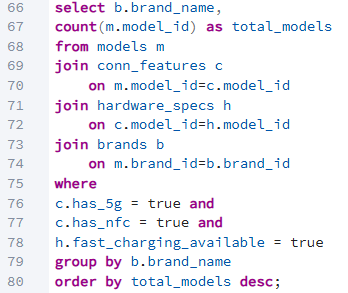 66 select b.brand_name,
67 count(m.model_id) as total_models
68 from models m
69 join conn_features c
70     on m.model_id=c.model_id
71 join hardware_specs h
72     on c.model_id=h.model_id
73 join brands b
74     on m.brand_id=b.brand_id
75 where
76 c.has_5g = true and
77 c.has_nfc = true and
78 h.fast_charging_available = true
79 group by b.brand_name
80 order by total_models desc;